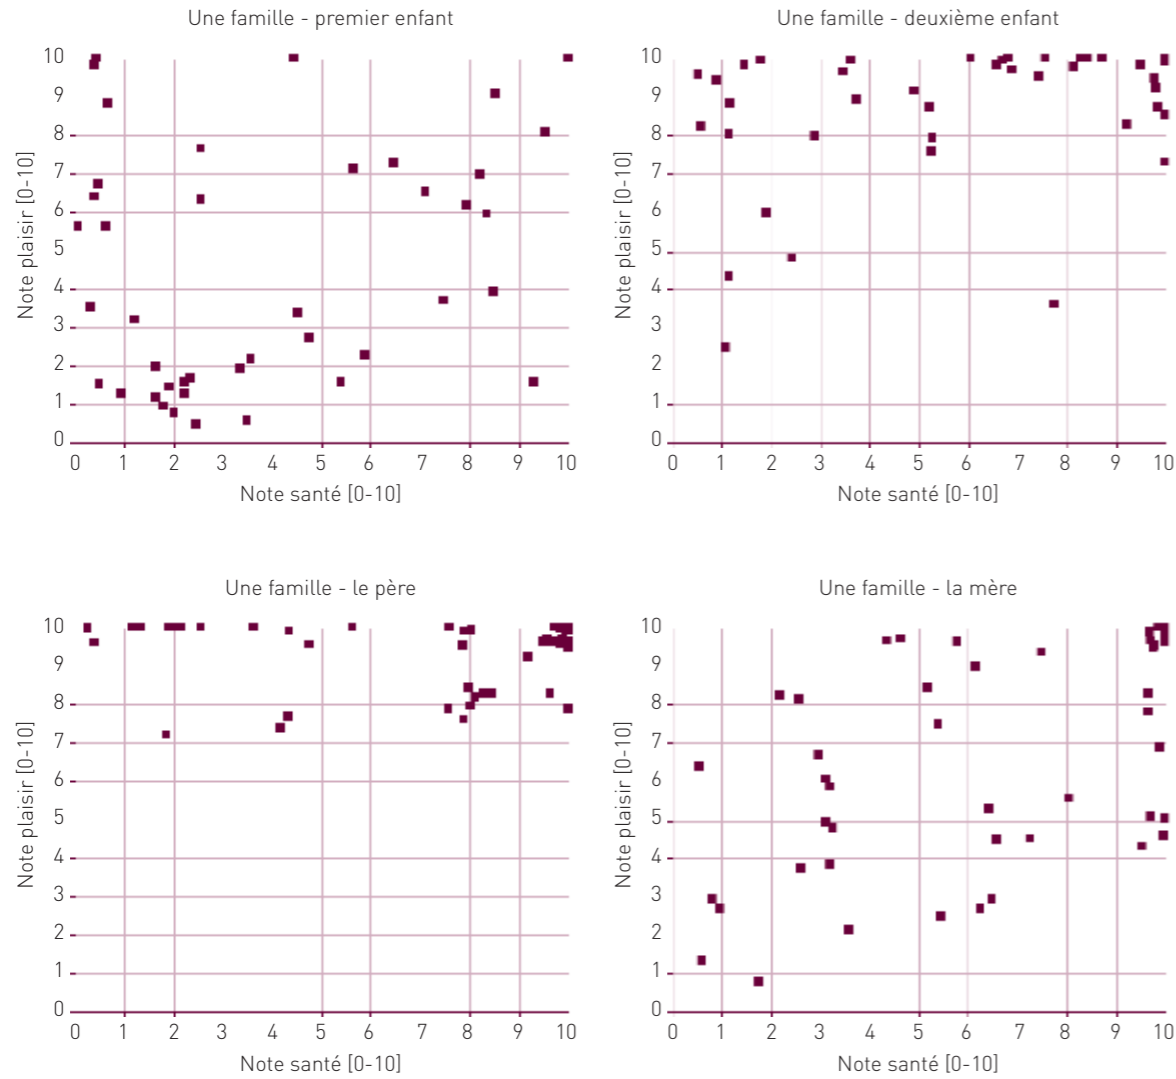 Une famille - premier enfant
Note plaisir [0-10]
10
9
8
7
6
5
4
3
2
1
0
0 1 2 3 4 5 6 7 8 9 10
Note santé [0-10]
Une famille - deuxième enfant
Note plaisir [0-10]
10
9
8
7
6
5
4
3
2
1
0
0 1 2 3 4 5 6 7 8 9 10
Note santé [0-10]
Une famille - le père
Note plaisir [0-10]
10
9
8
7
6
5
4
3
2
1
0
0 1 2 3 4 5 6 7 8 9 10
Note santé [0-10]
Une famille - la mère
Note plaisir [0-10]
10
9
8
7
6
5
4
3
2
1
0
0 1 2 3 4 5 6 7 8 9 10
Note santé [0-10]